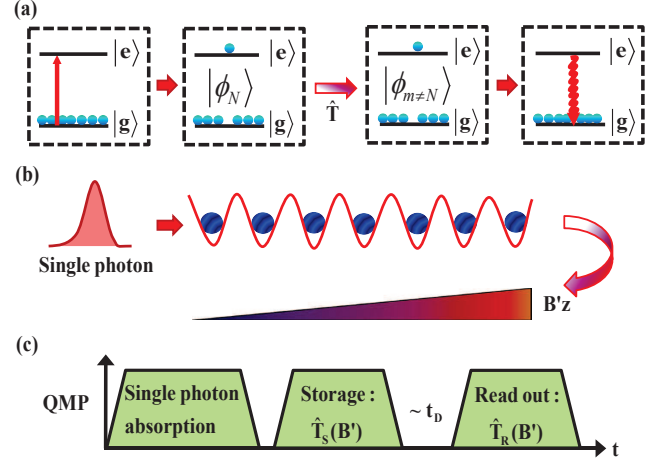 (a)
|e⟩ |e⟩ |e⟩ |e⟩
|ϕ_N⟩ T̂ |ϕ_{m≠N}⟩
|g⟩ |g⟩ |g⟩ |g⟩
(b)
Single photon
B'z
(c)
QMP
Single photon
absorption
Storage :
T̂_S(B')
~ t_D
Read out :
T̂_R(B')
t